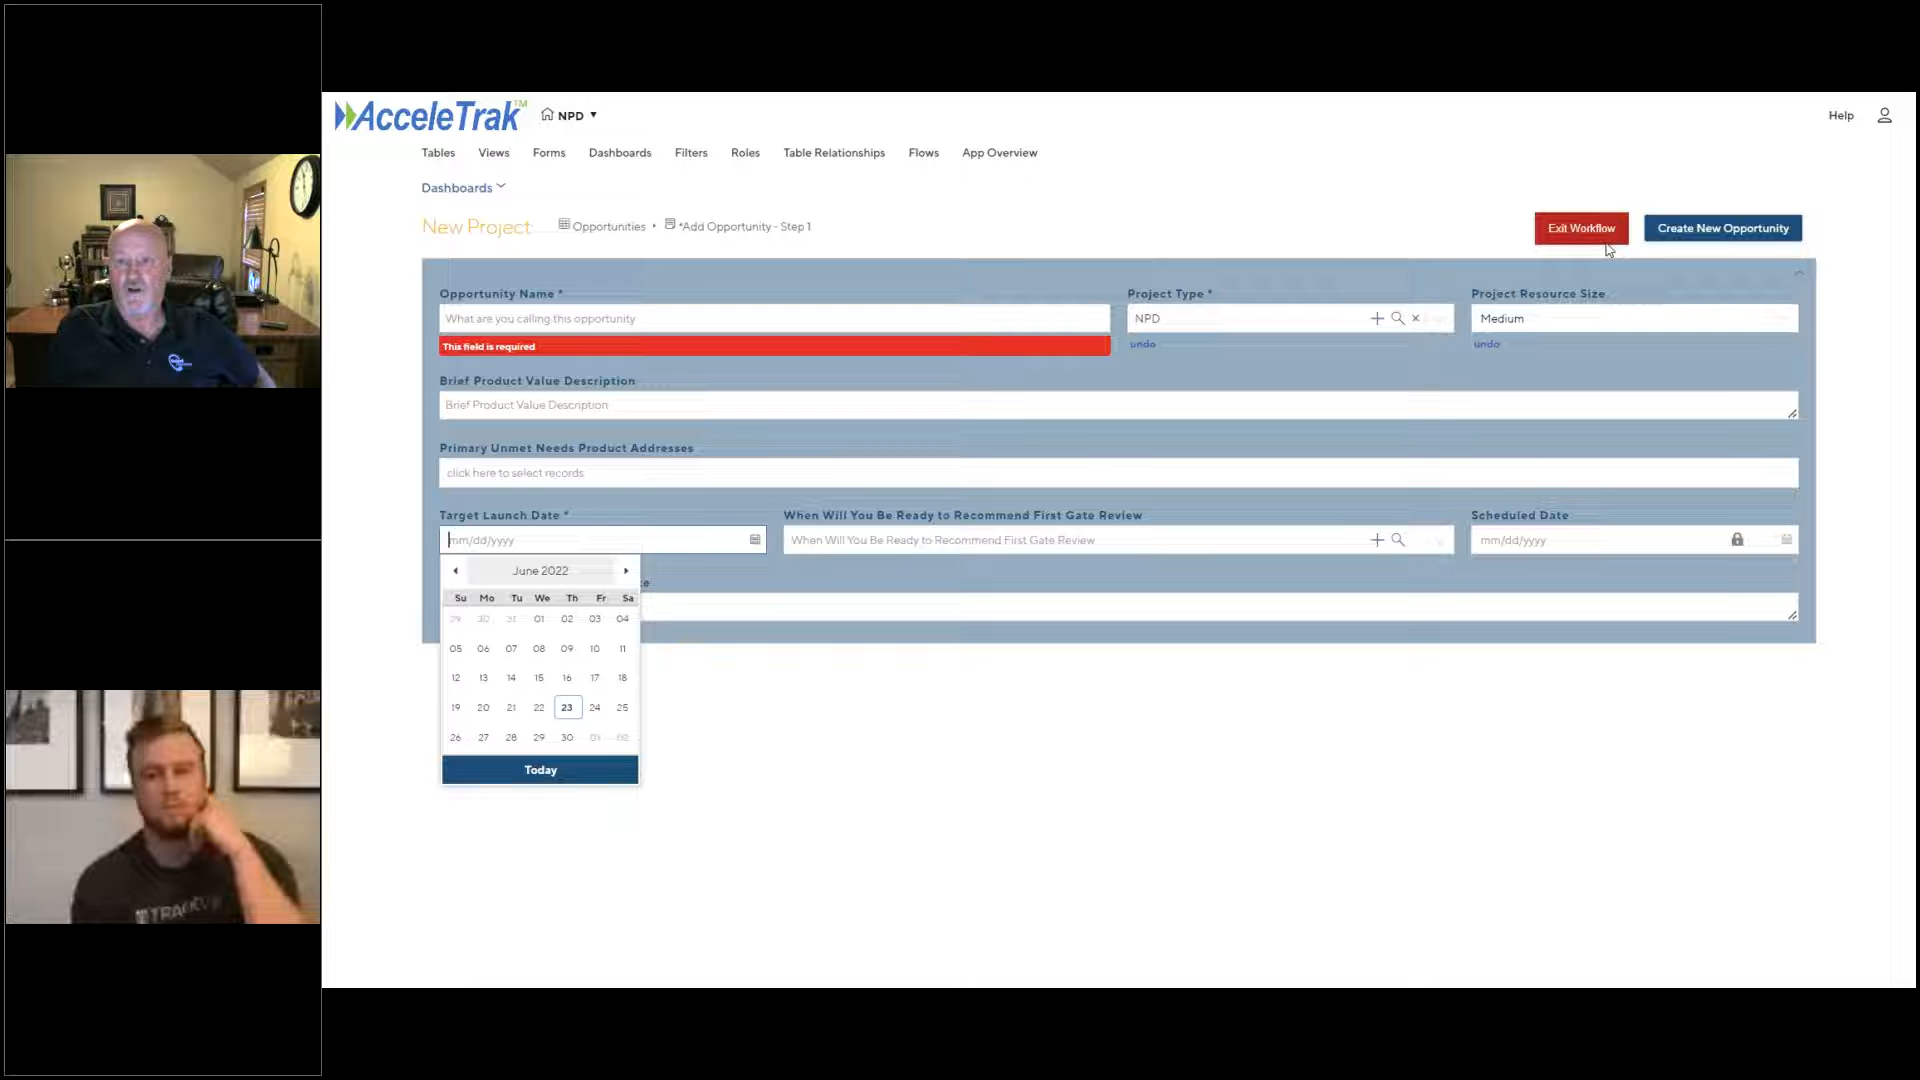 AcceleTrak™
NPD
Help
Tables Views Forms Dashboards Filters Roles Table Relationships Flows App Overview
Dashboards
New Project Opportunities *Add Opportunity - Step 1
Exit Workflow Create New Opportunity
Opportunity Name * Project Type * Project Resource Size
What are you calling this opportunity NPD Medium
This field is required undo undo
Brief Product Value Description
Brief Product Value Description
Primary Unmet Needs Product Addresses
click here to select records
Target Launch Date * When Will You Be Ready to Recommend First Gate Review Scheduled Date
mm/dd/yyyy When Will You Be Ready to Recommend First Gate Review mm/dd/yyyy
June 2022
Su Mo Tu We Th Fr Sa
29 30 31 01 02 03 04
05 06 07 08 09 10 11
12 13 14 15 16 17 18
19 20 21 22 23 24 25
26 27 28 29 30 01 02
Today